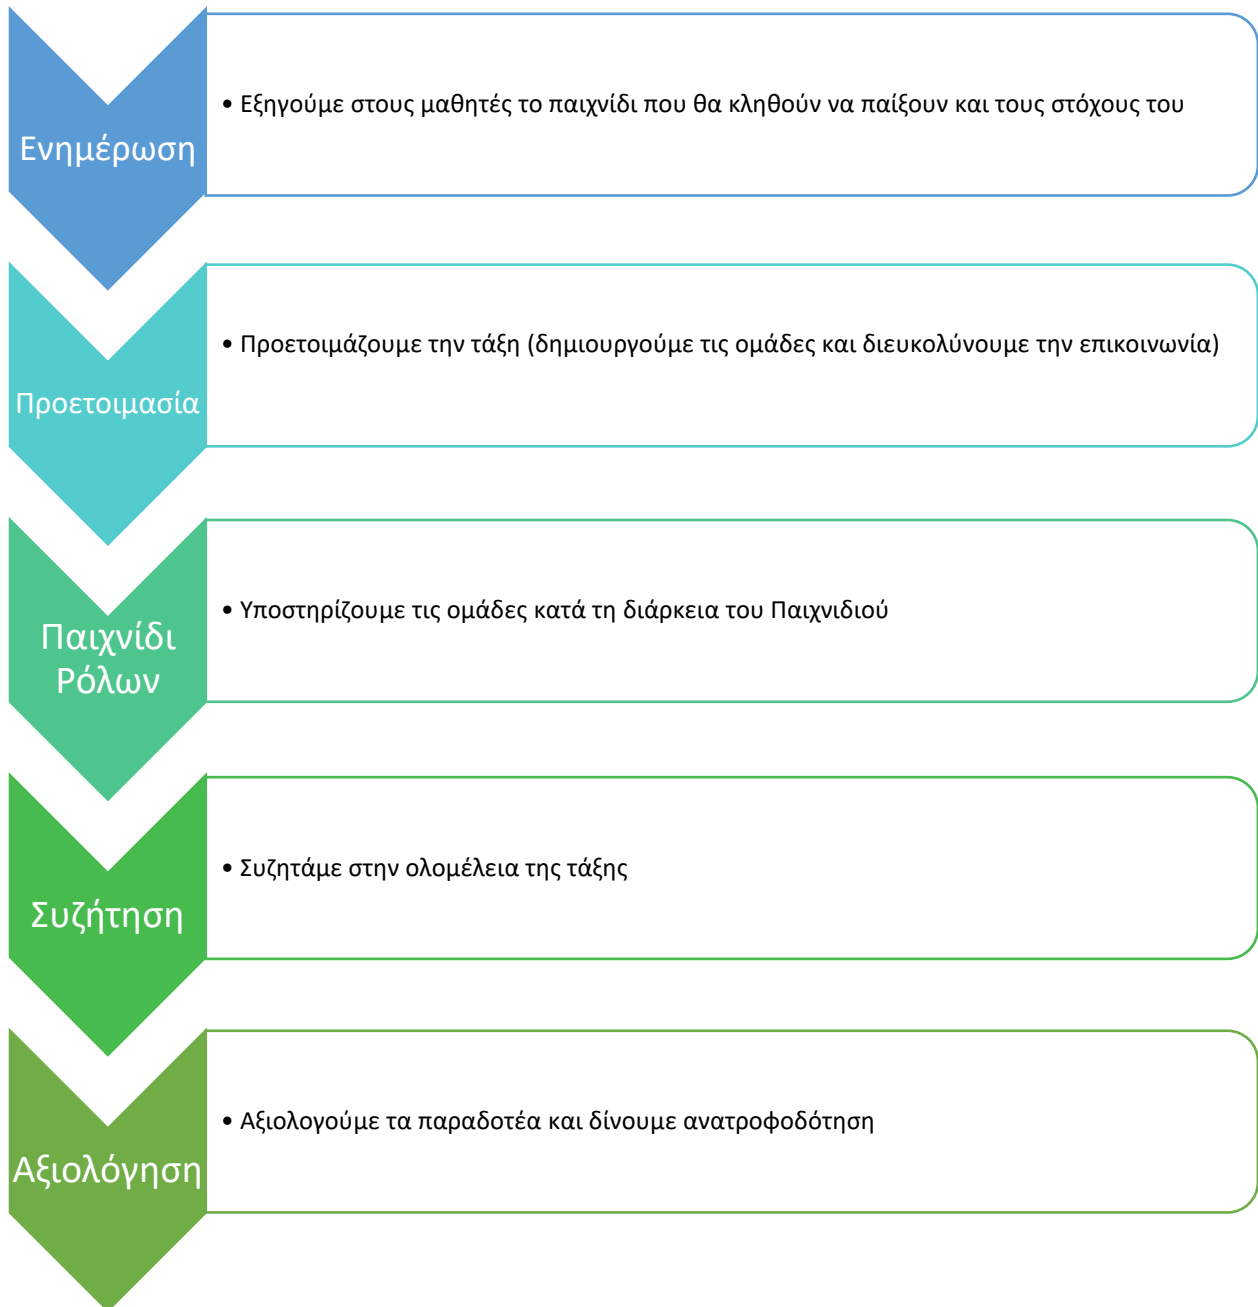 Ενημέρωση
• Εξηγούμε στους μαθητές το παιχνίδι που θα κληθούν να παίξουν και τους στόχους του
Προετοιμασία
• Προετοιμάζουμε την τάξη (δημιουργούμε τις ομάδες και διευκολύνουμε την επικοινωνία)
Παιχνίδι
Ρόλων
• Υποστηρίζουμε τις ομάδες κατά τη διάρκεια του Παιχνιδιού
Συζήτηση
• Συζητάμε στην ολομέλεια της τάξης
Αξιολόγηση
• Αξιολογούμε τα παραδοτέα και δίνουμε ανατροφοδότηση